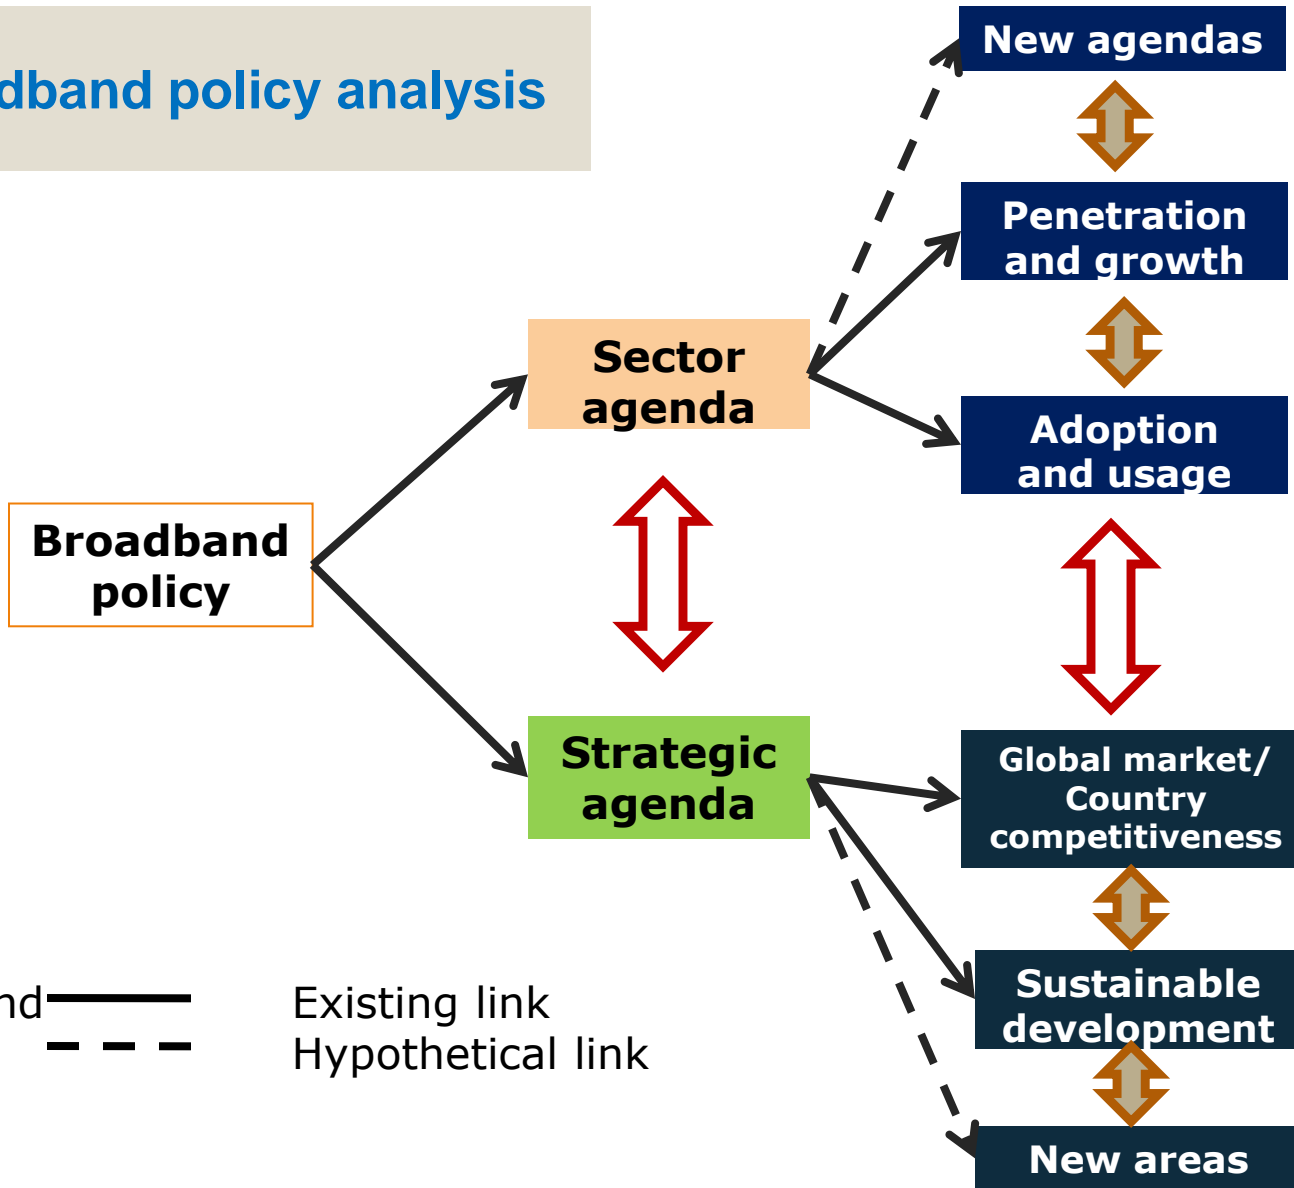 dband policy analysis
New agendas
Penetration
and growth
Sector
agenda
Adoption
and usage
Broadband
policy
Strategic
agenda
Global market/
Country
competitiveness
Sustainable
development
New areas
nd
Existing link
Hypothetical link